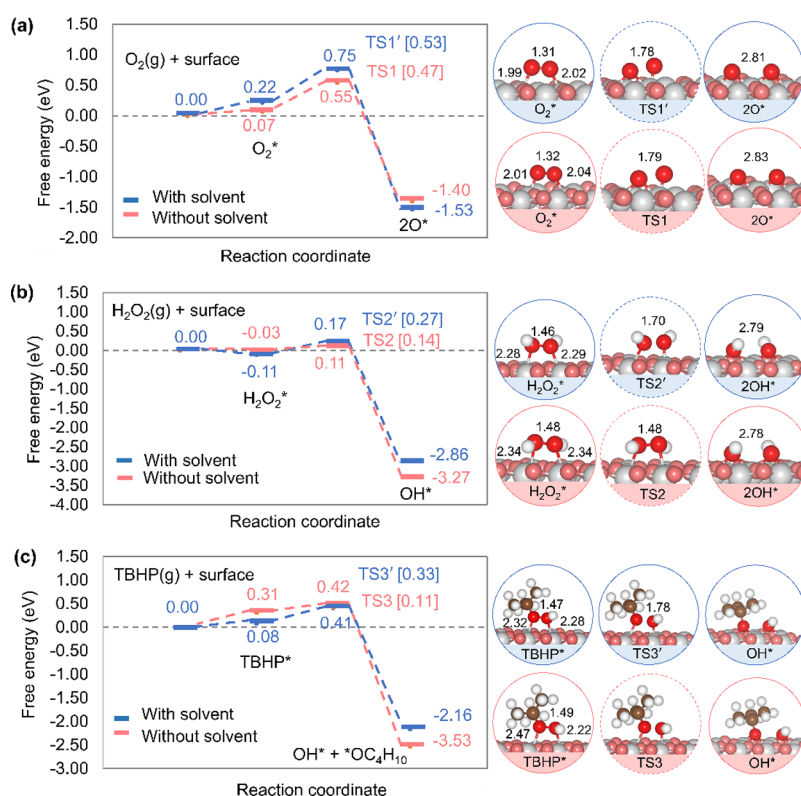 (a)
1.50
1.00
0.50
0.00
-0.50
-1.00
-1.50
-2.00
Free energy (eV)
O₂(g) + surface
0.00
0.22
0.07
O₂*
0.75
0.55
TS1′ [0.53]
TS1 [0.47]
-1.40
-1.53
2O*
With solvent
Without solvent
Reaction coordinate
1.31
1.99
2.02
O₂*
1.78
TS1′
2.81
2O*
1.32
2.01
2.04
O₂*
1.79
TS1
2.83
2O*
(b)
1.50
1.00
0.50
0.00
-0.50
-1.00
-1.50
-2.00
-2.50
-3.00
-3.50
-4.00
Free energy (eV)
H₂O₂(g) + surface
0.00
-0.03
-0.11
H₂O₂*
0.17
0.11
TS2′ [0.27]
TS2 [0.14]
-2.86
-3.27
OH*
With solvent
Without solvent
Reaction coordinate
1.46
2.28
2.29
H₂O₂*
1.70
TS2′
2.79
2OH*
1.48
2.34
2.34
H₂O₂*
1.48
TS2
2.78
2OH*
(c)
1.50
1.00
0.50
0.00
-0.50
-1.00
-1.50
-2.00
-2.50
-3.00
Free energy (eV)
TBHP(g) + surface
0.00
0.31
0.08
TBHP*
0.42
0.41
TS3′ [0.33]
TS3 [0.11]
-2.16
-3.53
OH* + *OC₄H₁₀
With solvent
Without solvent
Reaction coordinate
1.47
2.32
2.28
TBHP*
1.78
TS3′
OH*
1.49
2.47
2.22
TBHP*
TS3
OH*